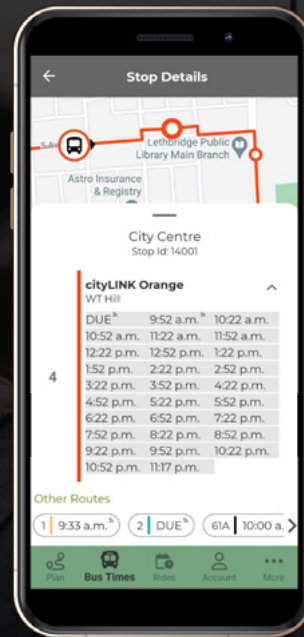 Stop Details
5 Av
Lethbridge Public
Library Main Branch
Astro Insurance
& Registry
City Centre
Stop Id: 14001
cityLINK Orange
WT Hill
4
DUE 9:52 a.m. 10:22 a.m.
10:52 a.m. 11:22 a.m. 11:52 a.m.
12:22 p.m. 12:52 p.m. 1:22 p.m.
1:52 p.m. 2:22 p.m. 2:52 p.m.
3:22 p.m. 3:52 p.m. 4:22 p.m.
4:52 p.m. 5:22 p.m. 5:52 p.m.
6:22 p.m. 6:52 p.m. 7:22 p.m.
7:52 p.m. 8:22 p.m. 8:52 p.m.
9:22 p.m. 9:52 p.m. 10:22 p.m.
10:52 p.m. 11:17 p.m.
Other Routes
1 9:33 a.m. 2 DUE 61A 10:00 a.
Plan Bus Times Rides Account More